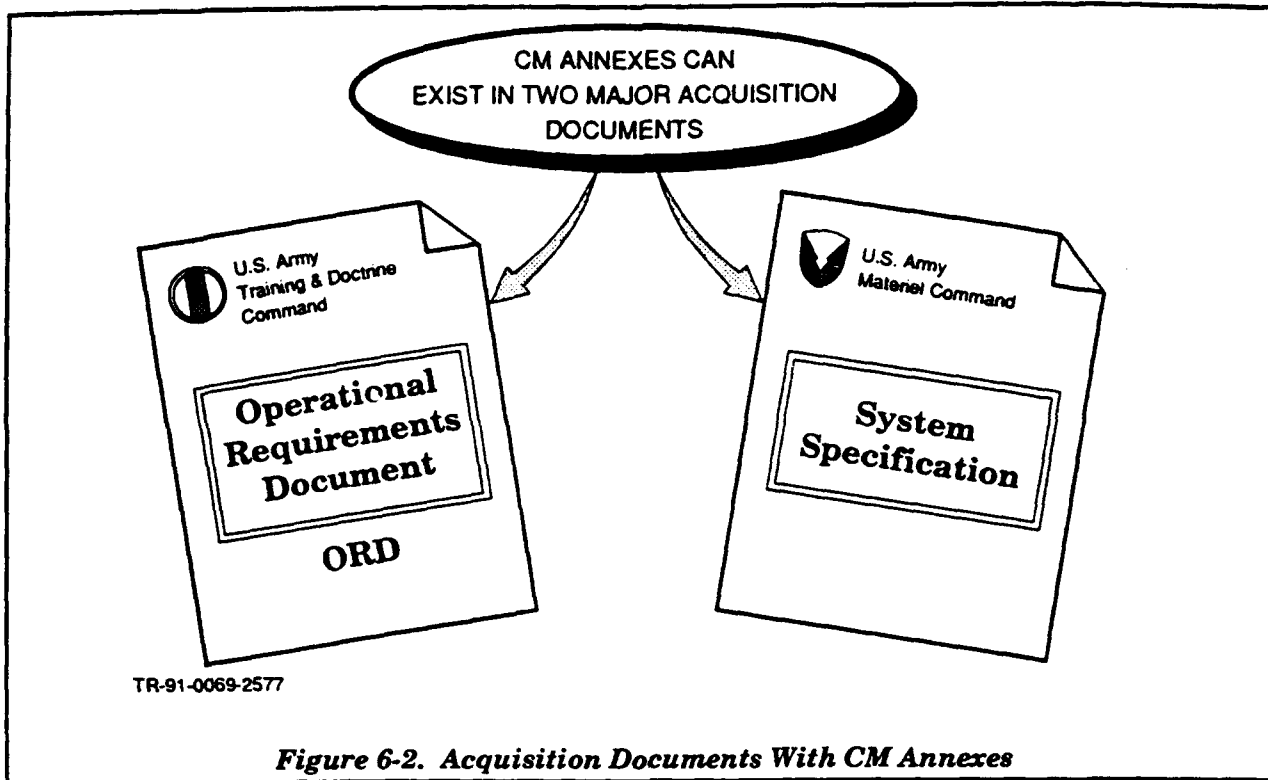 CM ANNEXES CAN
EXIST IN TWO MAJOR ACQUISITION
DOCUMENTS
U.S. Army
Training & Doctrine
Command
Operational
Requirements
Document
ORD
U.S. Army
Materiel Command
System
Specification
TR-91-0069-2577
Figure 6-2. Acquisition Documents With CM Annexes